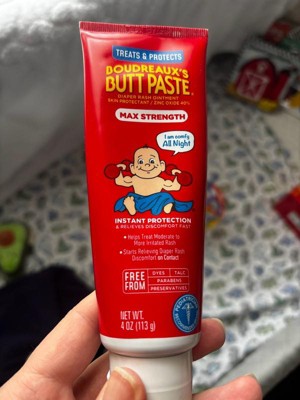 TREATS & PROTECTS
BOUDREAUX'S
BUTT PASTE®
DIAPER RASH OINTMENT
SKIN PROTECTANT / ZINC OXIDE 40%
MAX STRENGTH
I am comfy
All Night
INSTANT PROTECTION
& RELIEVES DISCOMFORT FAST
• Helps Treat Moderate to
More Irritated Rash
• Starts Relieving Diaper Rash
Discomfort on Contact
FREE
FROM
DYES
TALC
PARABENS
PRESERVATIVES
NET WT.
4 OZ (113 g)